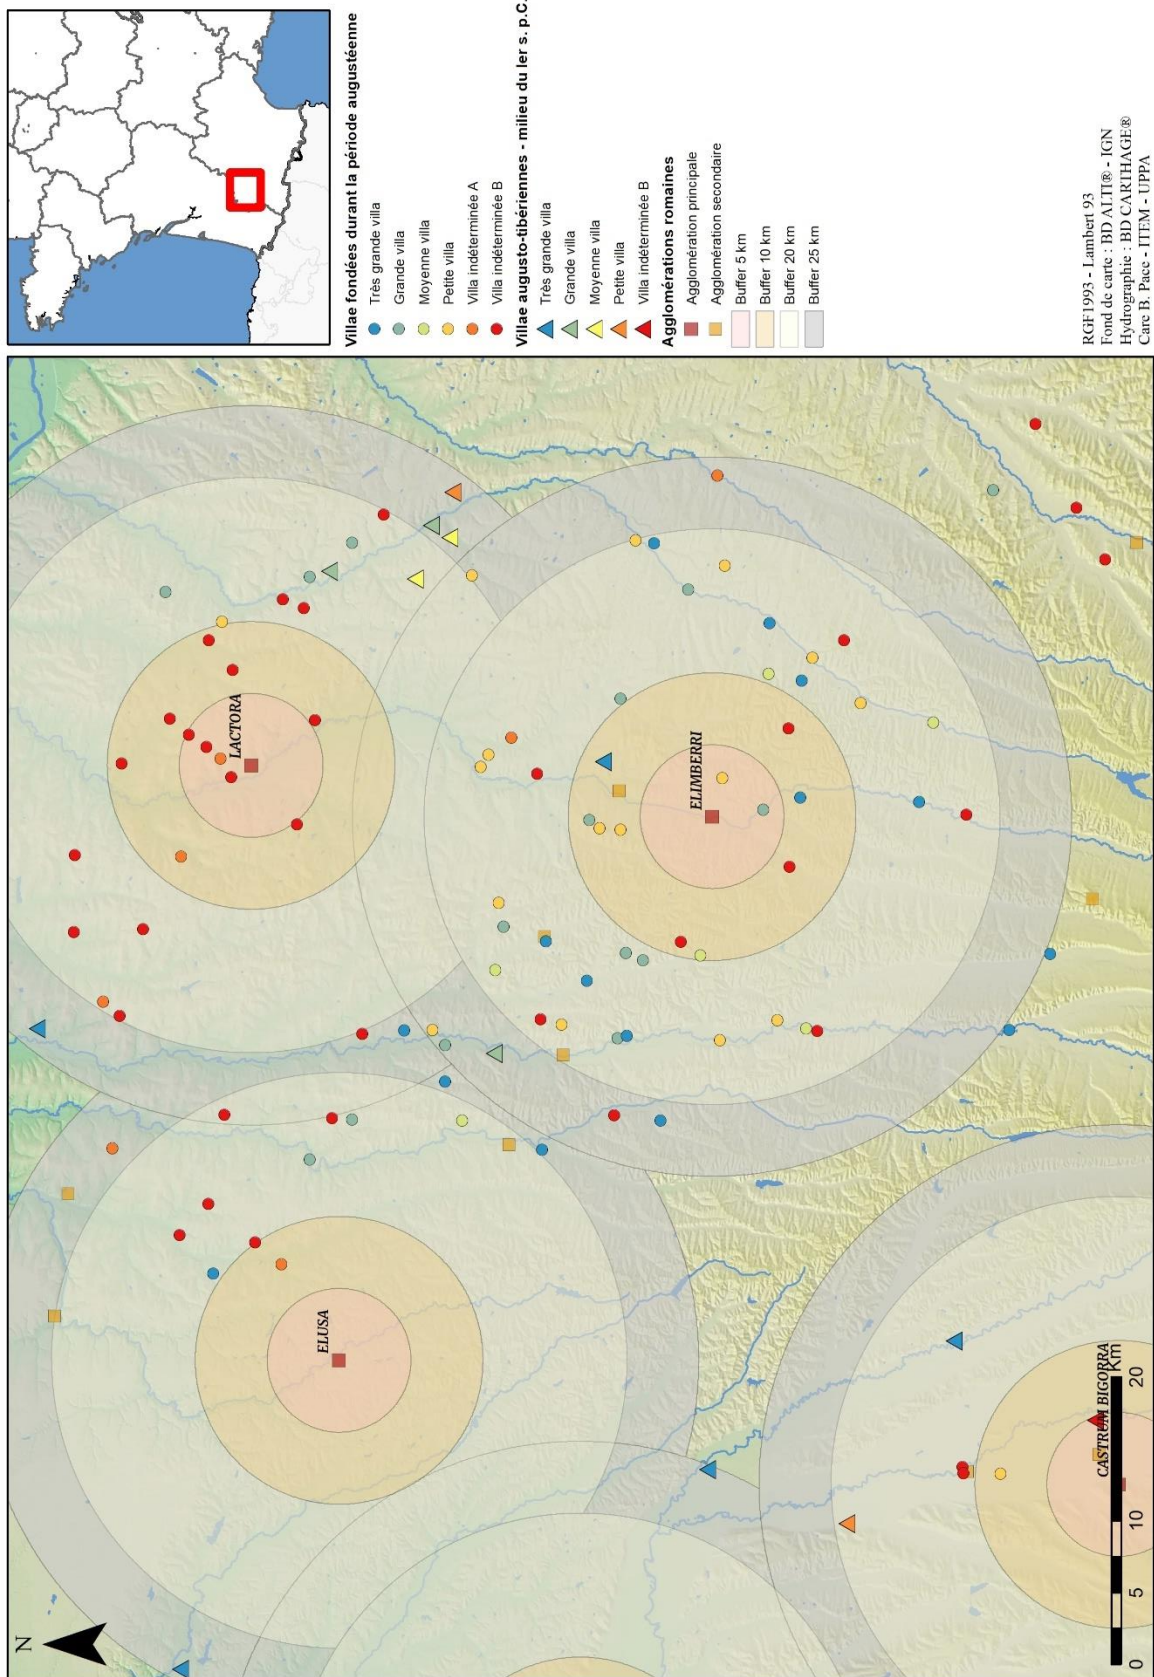 N
LACTORA
ELUSA
ELIMBERRI
CASTRUM BIGORRA
Km
0 5 10 20
Villae fondées durant la période augustéenne
Très grande villa
Grande villa
Moyenne villa
Petite villa
Villa indéterminée A
Villa indéterminée B
Villae augusto-tibériennes - milieu du Ier s. p.C.
Très grande villa
Grande villa
Moyenne villa
Petite villa
Villa indéterminée B
Agglomérations romaines
Agglomération principale
Agglomération secondaire
Buffer 5 km
Buffer 10 km
Buffer 20 km
Buffer 25 km
RGF1993 - Lambert 93
Fond de carte : BD ALTI® - IGN
Hydrographie : BD CARTHAGE®
Carc B. Pace - ITEM - UPPA